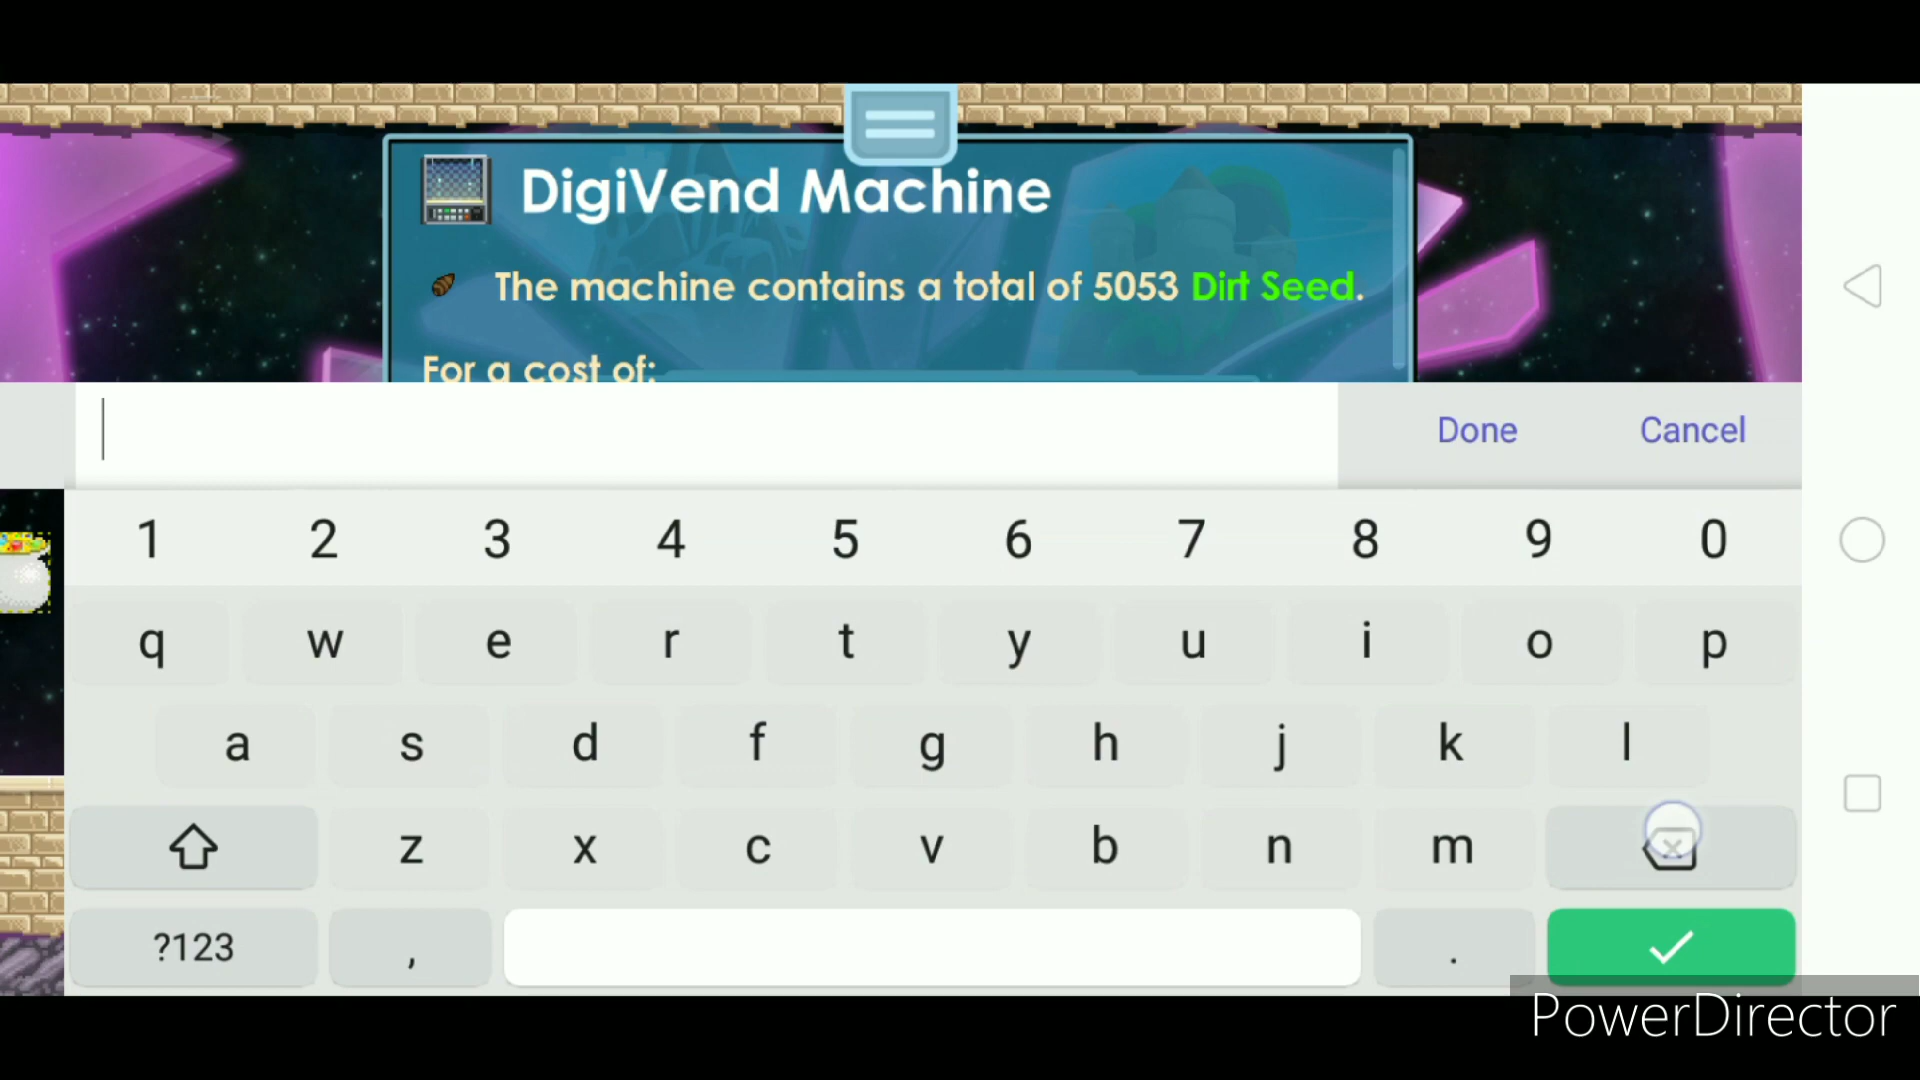 DigiVend Machine
The machine contains a total of 5053 Dirt Seed.
For a cost of:
Done Cancel
1 2 3 4 5 6 7 8 9 0
q w e r t y u i o p
a s d f g h j k l
z x c v b n m
?123 , .
PowerDirector